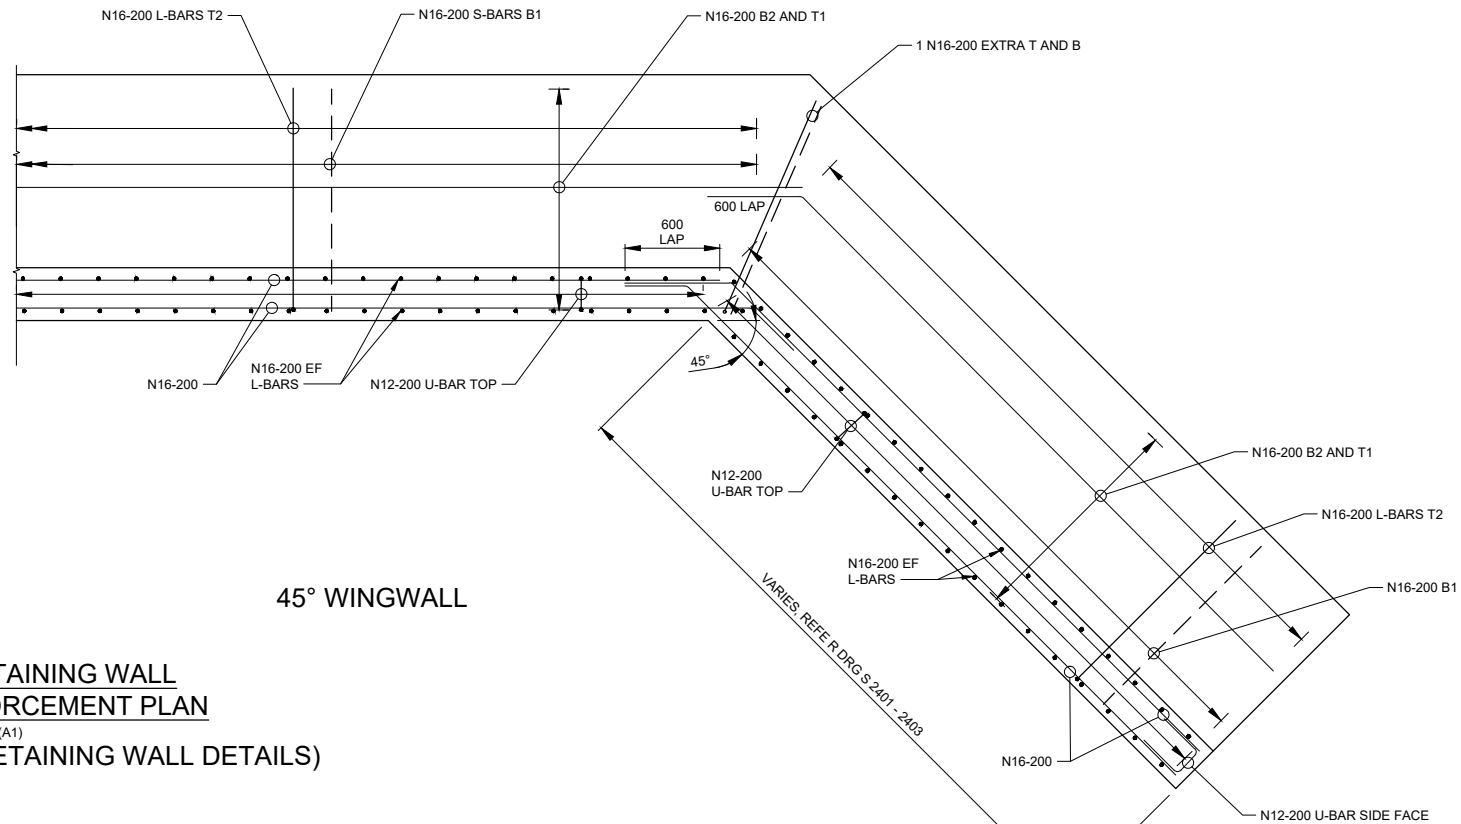 N16-200 L-BARS T2
N16-200 S-BARS B1
N16-200 B2 AND T1
1 N16-200 EXTRA T AND B
600 LAP
600
LAP
45°
N16-200
N16-200 EF
L-BARS
N12-200 U-BAR TOP
N12-200
U-BAR TOP
N16-200 B2 AND T1
N16-200 L-BARS T2
N16-200 EF
L-BARS
N16-200 B1
VARIES, REFE R DRG S 2401 - 2403
45° WINGWALL
TAINING WALL
ORCEMENT PLAN
(A1)
ETAINING WALL DETAILS)
N16-200
N12-200 U-BAR SIDE FACE